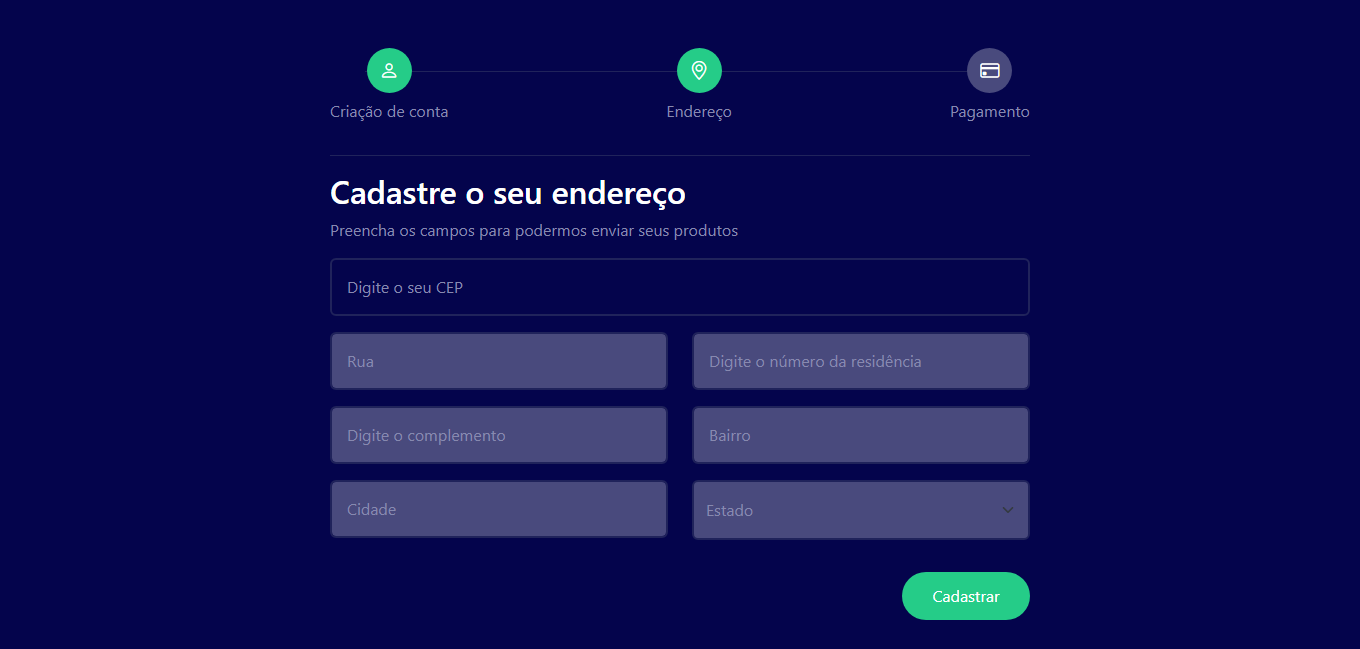 Criação de conta
Endereço
Pagamento
Cadastre o seu endereço
Preencha os campos para podermos enviar seus produtos
Digite o seu CEP
Rua
Digite o número da residência
Digite o complemento
Bairro
Cidade
Estado
Cadastrar